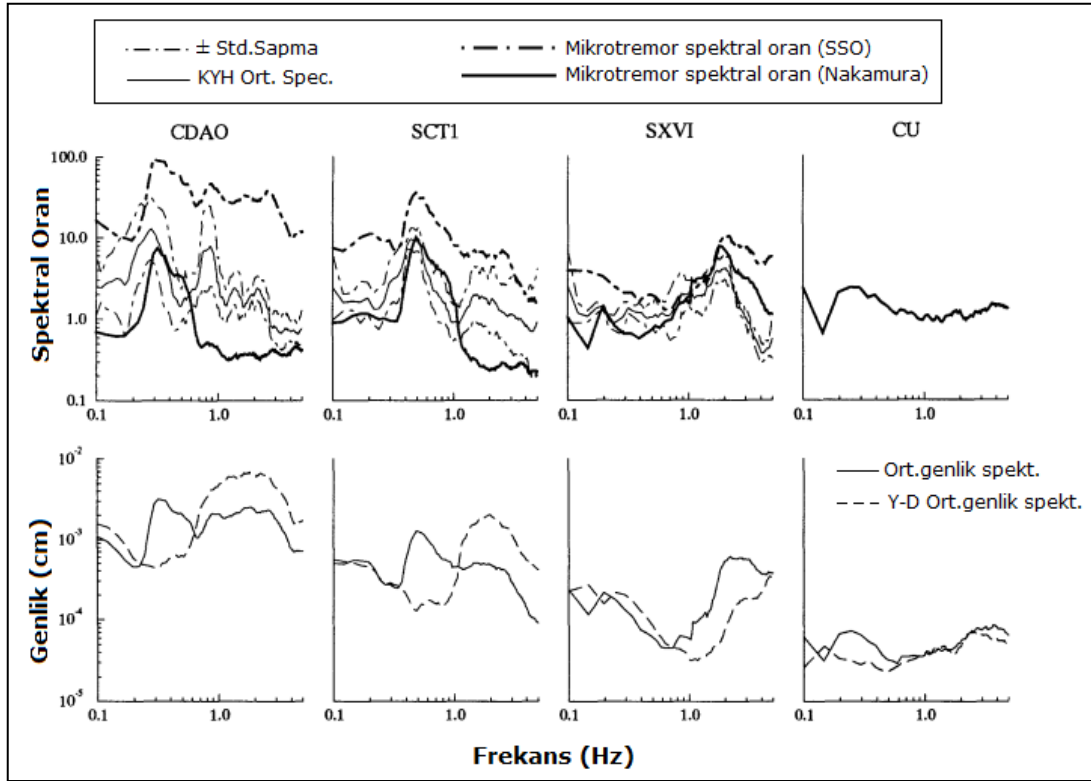 ± Std.Sapma
KYH Ort. Spec.
Mikrotremor spektral oran (SSO)
Mikrotremor spektral oran (Nakamura)
CDAO
SCT1
SXVI
CU
Spektral Oran
100.0
10.0
1.0
0.1
0.1 1.0
0.1 1.0
0.1 1.0
0.1 1.0
Genlik (cm)
10⁻²
10⁻³
10⁻⁴
10⁻⁵
Ort.genlik spekt.
Y-D Ort.genlik spekt.
0.1 1.0
0.1 1.0
0.1 1.0
0.1 1.0
Frekans (Hz)